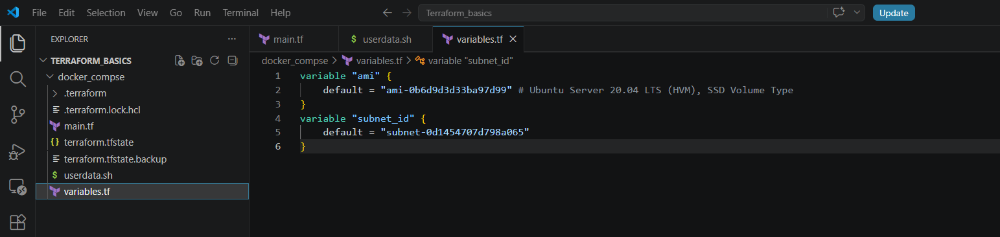 File Edit Selection View Go Run Terminal Help Terraform_basics Update
EXPLORER
TERRAFORM_BASICS
docker_compse
.terraform
.terraform.lock.hcl
main.tf
terraform.tfstate
terraform.tfstate.backup
userdata.sh
variables.tf
main.tf $ userdata.sh variables.tf
docker_compse > variables.tf > variable "subnet_id"
1 variable "ami" {
2 default = "ami-0b6d9d3d33ba97d99" # Ubuntu Server 20.04 LTS (HVM), SSD Volume Type
3 }
4 variable "subnet_id" {
5 default = "subnet-0d1454707d798a065"
6 }